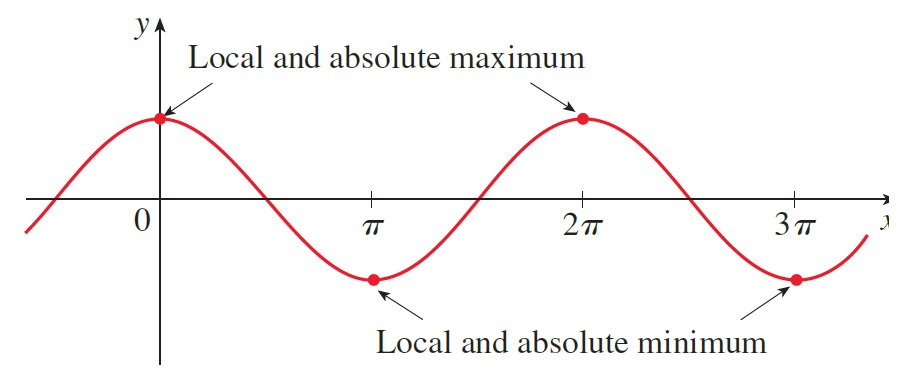 y
Local and absolute maximum
0
π
2π
3π
x
Local and absolute minimum